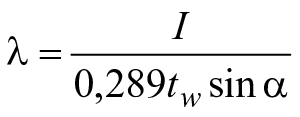 λ = I / (0,289t_w sin α)